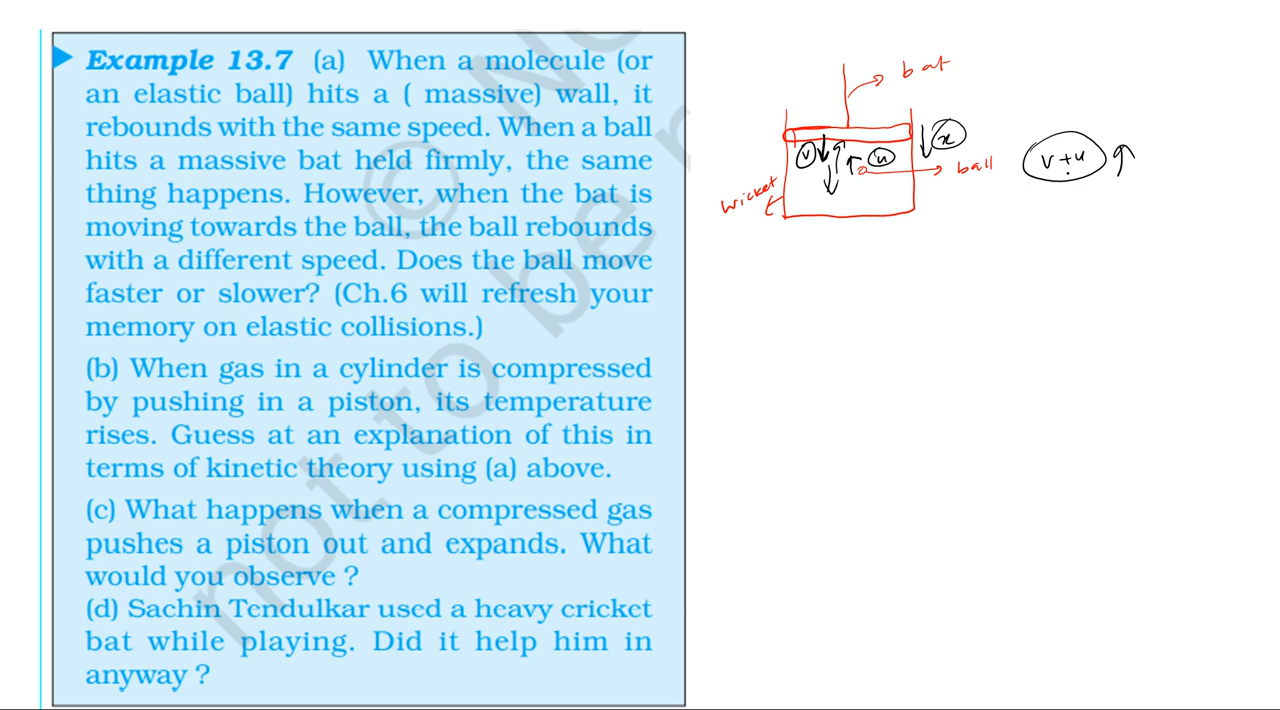 Example 13.7 (a) When a molecule (or
an elastic ball) hits a ( massive) wall, it
rebounds with the same speed. When a ball
hits a massive bat held firmly, the same
thing happens. However, when the bat is
moving towards the ball, the ball rebounds
with a different speed. Does the ball move
faster or slower? (Ch.6 will refresh your
memory on elastic collisions.)
(b) When gas in a cylinder is compressed
by pushing in a piston, its temperature
rises. Guess at an explanation of this in
terms of kinetic theory using (a) above.
(c) What happens when a compressed gas
pushes a piston out and expands. What
would you observe ?
(d) Sachin Tendulkar used a heavy cricket
bat while playing. Did it help him in
anyway ?
© N
not to be r
bat
x
v
u
ball
wicket
v+u